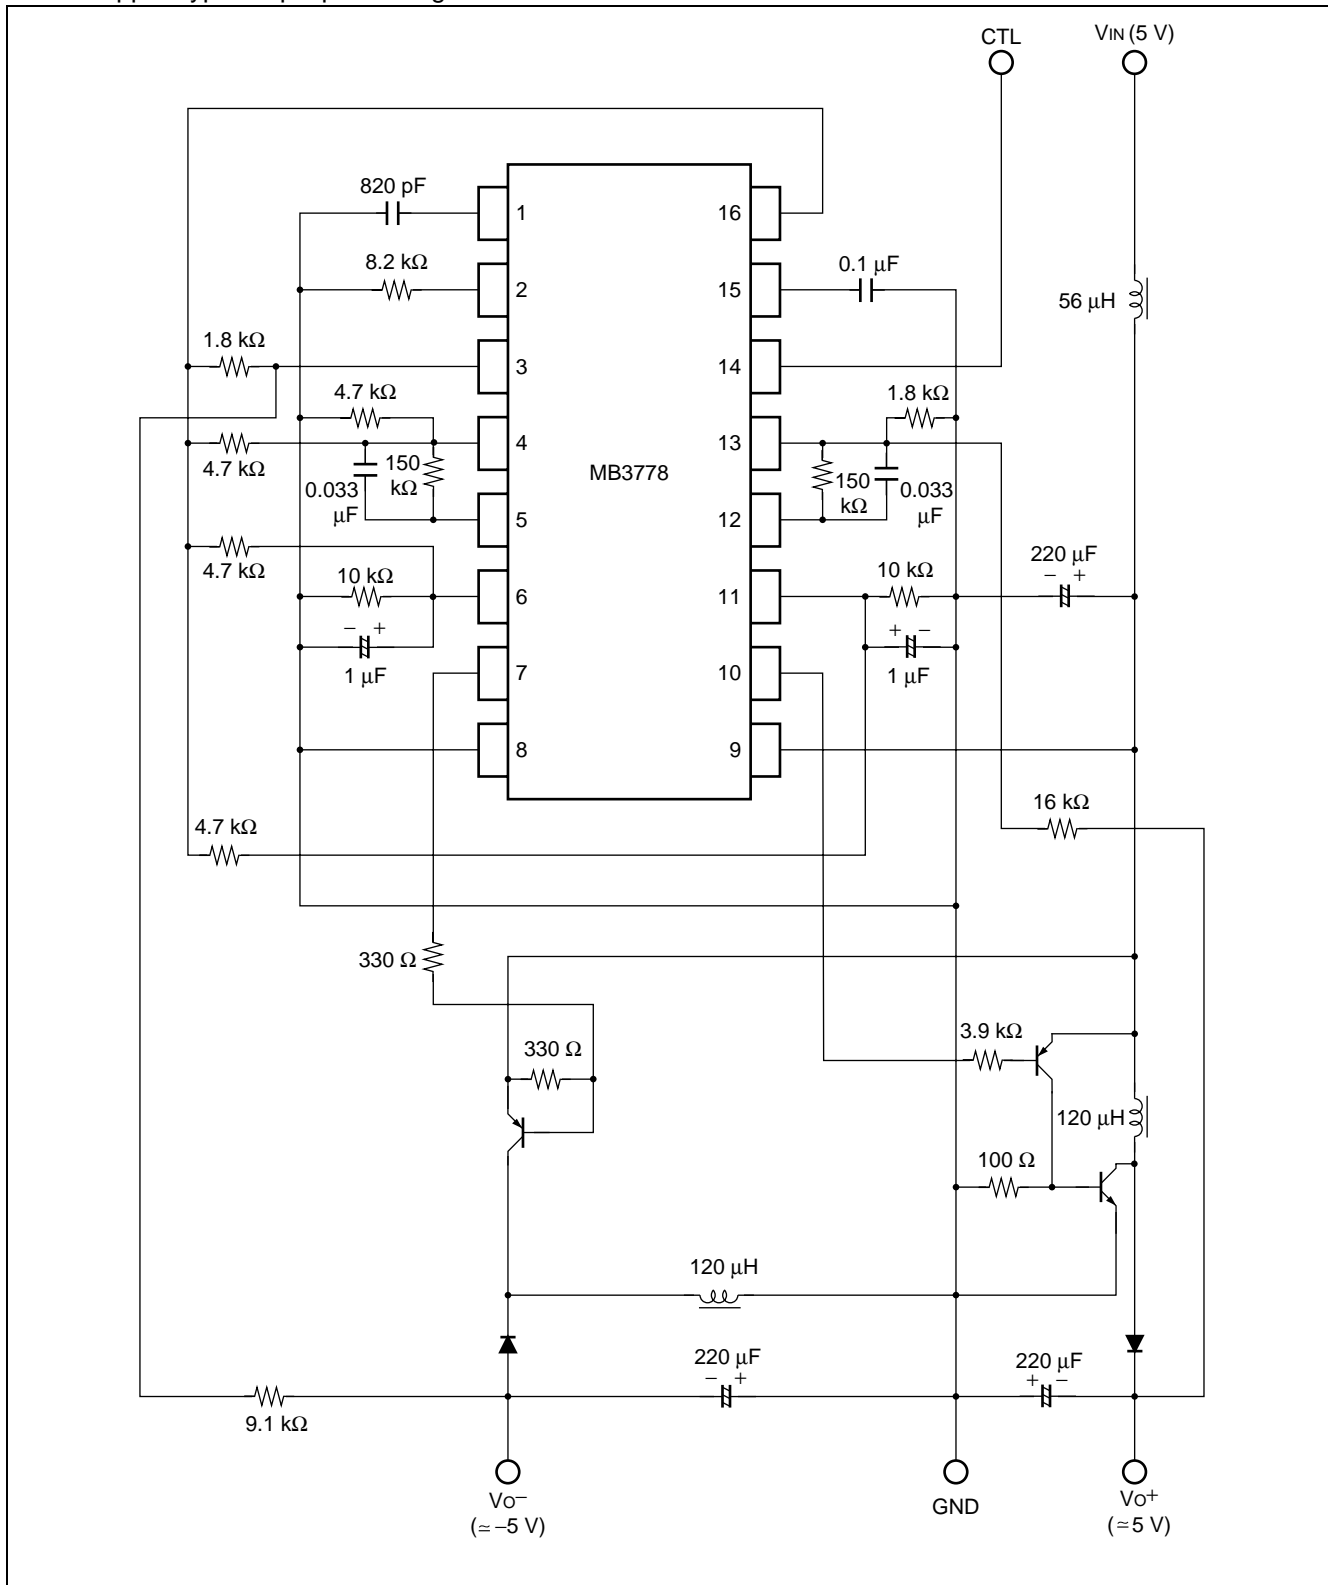 CTL
VIN (5 V)
820 pF
1
16
8.2 kΩ
0.1 μF
2
15
56 μH
1.8 kΩ
3
14
4.7 kΩ
1.8 kΩ
4
13
4.7 kΩ
150
kΩ
0.033
μF
MB3778
150
kΩ
0.033
μF
5
12
4.7 kΩ
220 μF
− +
10 kΩ
10 kΩ
6
11
− +
1 μF
+ −
1 μF
7
10
8
9
16 kΩ
4.7 kΩ
330 Ω
3.9 kΩ
330 Ω
120 μH
100 Ω
120 μH
220 μF
− +
220 μF
+ −
9.1 kΩ
VO−
(≃ −5 V)
GND
VO+
(≃ 5 V)